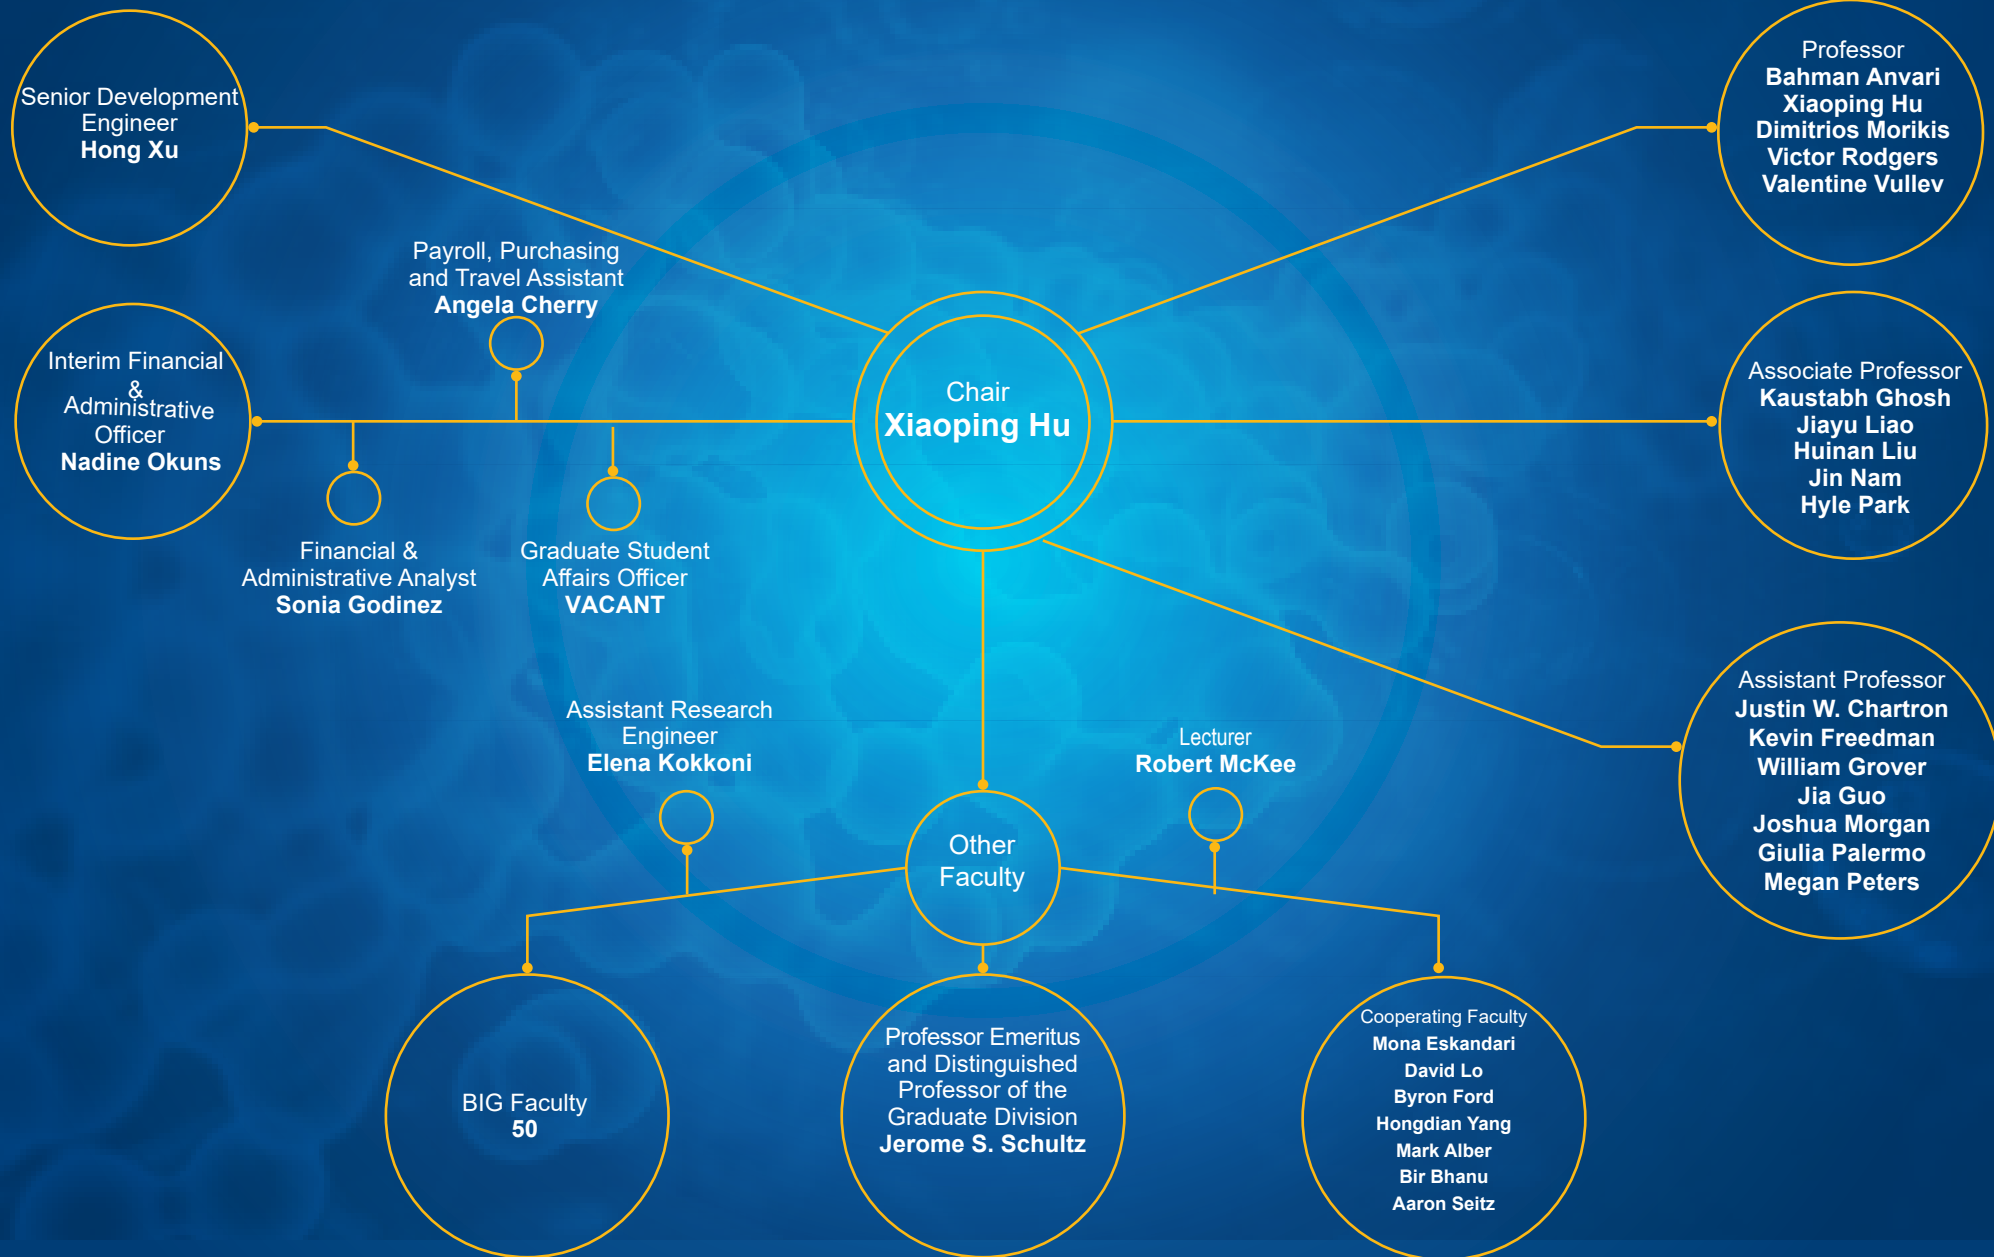 Senior Development
Engineer
Hong Xu
Professor
Bahman Anvari
Xiaoping Hu
Dimitrios Morikis
Victor Rodgers
Valentine Vullev
Payroll, Purchasing
and Travel Assistant
Angela Cherry
Interim Financial
&
Administrative
Officer
Nadine Okuns
Chair
Xiaoping Hu
Associate Professor
Kaustabh Ghosh
Jiayu Liao
Huinan Liu
Jin Nam
Hyle Park
Financial &
Administrative Analyst
Sonia Godinez
Graduate Student
Affairs Officer
VACANT
Assistant Professor
Justin W. Chartron
Kevin Freedman
William Grover
Jia Guo
Joshua Morgan
Giulia Palermo
Megan Peters
Assistant Research
Engineer
Elena Kokkoni
Lecturer
Robert McKee
Other
Faculty
BIG Faculty
50
Professor Emeritus
and Distinguished
Professor of the
Graduate Division
Jerome S. Schultz
Cooperating Faculty
Mona Eskandari
David Lo
Byron Ford
Hongdian Yang
Mark Alber
Bir Bhanu
Aaron Seitz